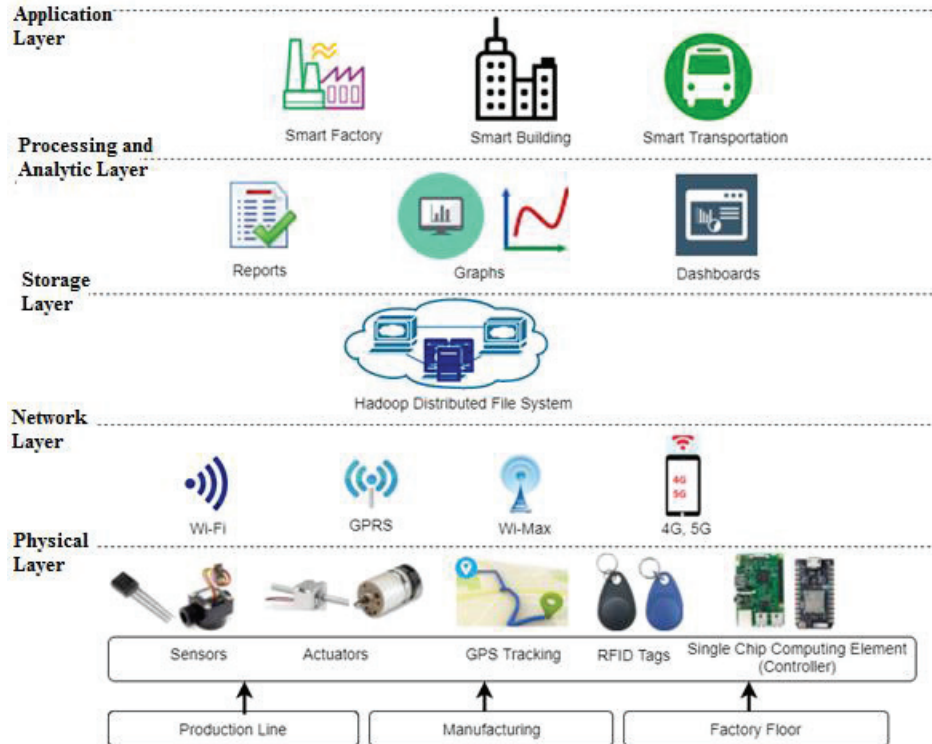 Application
Layer
Smart Factory
Smart Building
Smart Transportation
Processing and
Analytic Layer
Reports
Graphs
Dashboards
Storage
Layer
Hadoop Distributed File System
Network
Layer
4G
5G
Wi-Fi
GPRS
Wi-Max
4G, 5G
Physical
Layer
Sensors
Actuators
GPS Tracking
RFID Tags
Single Chip Computing Element
(Controller)
Production Line
Manufacturing
Factory Floor